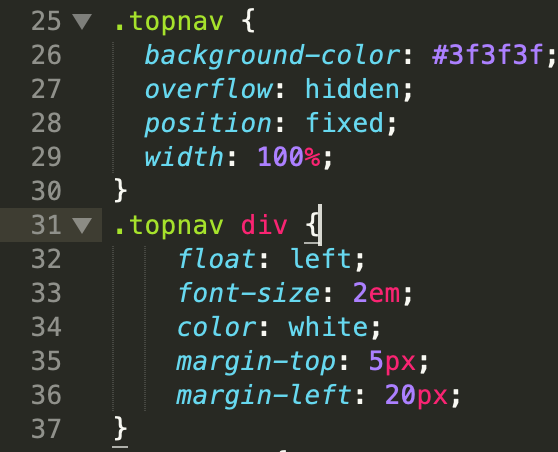 25 ▼ .topnav {
26 background-color: #3f3f3f;
27 overflow: hidden;
28 position: fixed;
29 width: 100%;
30 }
31 ▼ .topnav div {
32 float: left;
33 font-size: 2em;
34 color: white;
35 margin-top: 5px;
36 margin-left: 20px;
37 }